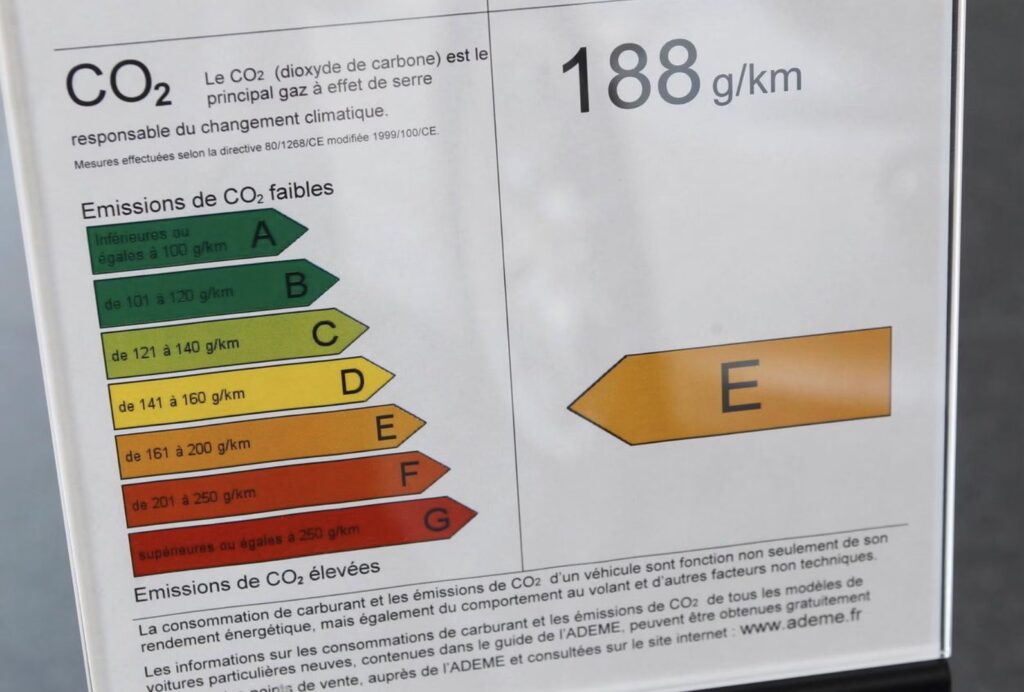 CO₂
Le CO₂ (dioxyde de carbone) est le
principal gaz à effet de serre
responsable du changement climatique.
Mesures effectuées selon la directive 80/1268/CE modifiée 1999/100/CE.
188 g/km
Emissions de CO₂ faibles
Inférieures ou
égales à 100 g/km
A
de 101 à 120 g/km B
de 121 à 140 g/km C
de 141 à 160 g/km D
de 161 à 200 g/km E
de 201 à 250 g/km F
supérieures ou égales à 250 g/km G
E
Emissions de CO₂ élevées
La consommation de carburant et les émissions de CO₂ d'un véhicule sont fonction non seulement de son
rendement énergétique, mais également du comportement au volant et d'autres facteurs non techniques.
Les informations sur les consommations de carburant et les émissions de CO₂ de tous les modèles de
voitures particulières neuves, contenues dans le guide de l'ADEME, peuvent être obtenues gratuitement
points de vente, auprès de l'ADEME et consultées sur le site internet : www.ademe.fr